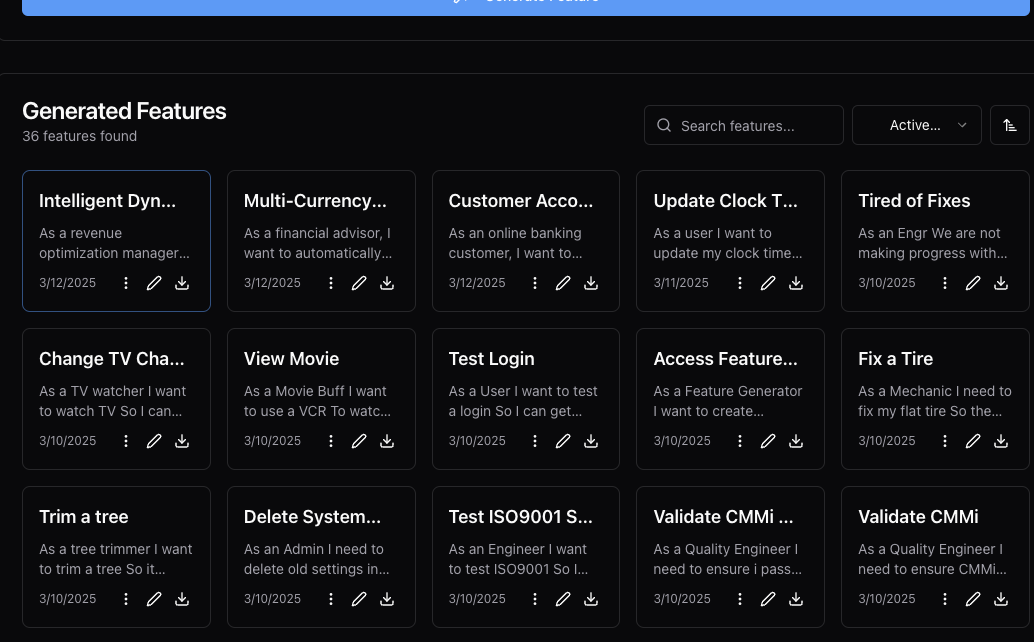 Generate Feature
Generated Features
36 features found
Search features...
Active...
Intelligent Dyn...
As a revenue
optimization manager...
3/12/2025
Multi-Currency...
As a financial advisor, I
want to automatically...
3/12/2025
Customer Acco...
As an online banking
customer, I want to...
3/12/2025
Update Clock T...
As a user I want to
update my clock time...
3/11/2025
Tired of Fixes
As an Engr We are not
making progress with...
3/10/2025
Change TV Cha...
As a TV watcher I want
to watch TV So I can...
3/10/2025
View Movie
As a Movie Buff I want
to use a VCR To watc...
3/10/2025
Test Login
As a User I want to test
a login So I can get...
3/10/2025
Access Feature...
As a Feature Generator
I want to create...
3/10/2025
Fix a Tire
As a Mechanic I need to
fix my flat tire So the...
3/10/2025
Trim a tree
As a tree trimmer I want
to trim a tree So it...
3/10/2025
Delete System...
As an Admin I need to
delete old settings in...
3/10/2025
Test ISO9001 S...
As an Engineer I want
to test ISO9001 So I...
3/10/2025
Validate CMMi ...
As a Quality Engineer I
need to ensure i pass...
3/10/2025
Validate CMMi
As a Quality Engineer I
need to ensure CMMi...
3/10/2025